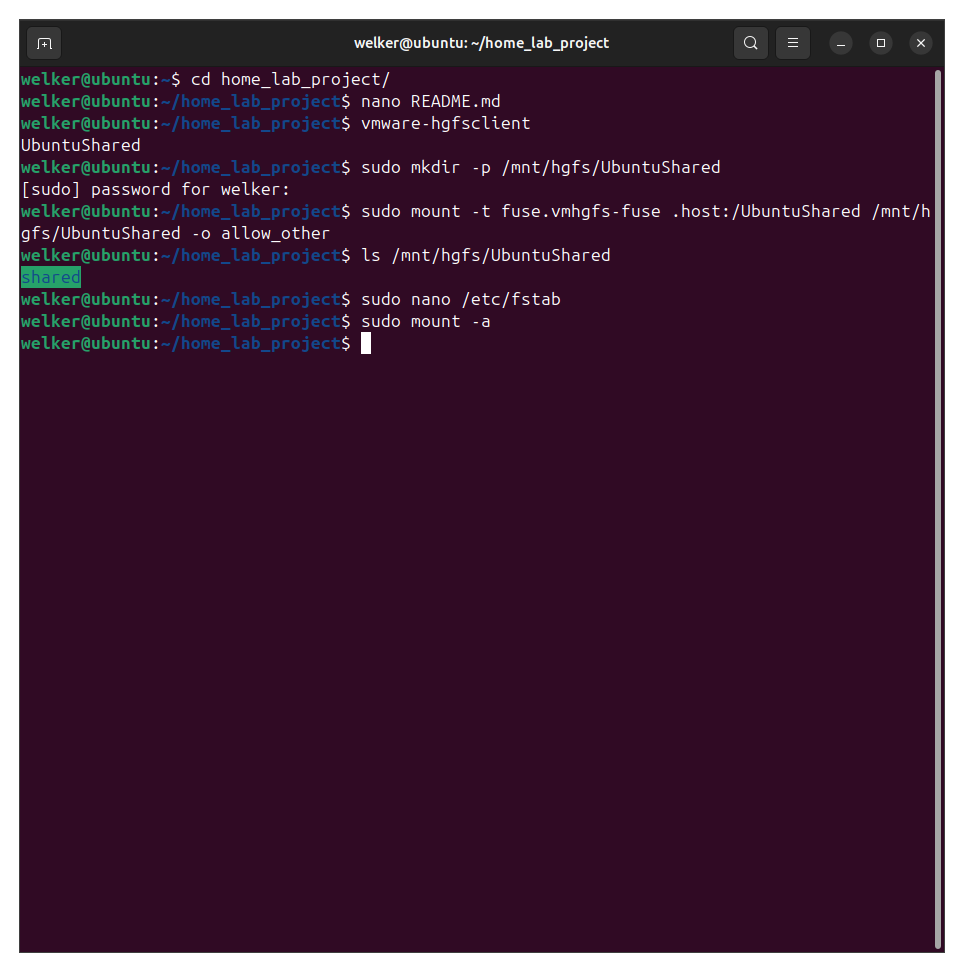 welker@ubuntu: ~/home_lab_project
welker@ubuntu:~$ cd home_lab_project/
welker@ubuntu:~/home_lab_project$ nano README.md
welker@ubuntu:~/home_lab_project$ vmware-hgfsclient
UbuntuShared
welker@ubuntu:~/home_lab_project$ sudo mkdir -p /mnt/hgfs/UbuntuShared
[sudo] password for welker:
welker@ubuntu:~/home_lab_project$ sudo mount -t fuse.vmhgfs-fuse .host:/UbuntuShared /mnt/h
gfs/UbuntuShared -o allow_other
welker@ubuntu:~/home_lab_project$ ls /mnt/hgfs/UbuntuShared
shared
welker@ubuntu:~/home_lab_project$ sudo nano /etc/fstab
welker@ubuntu:~/home_lab_project$ sudo mount -a
welker@ubuntu:~/home_lab_project$